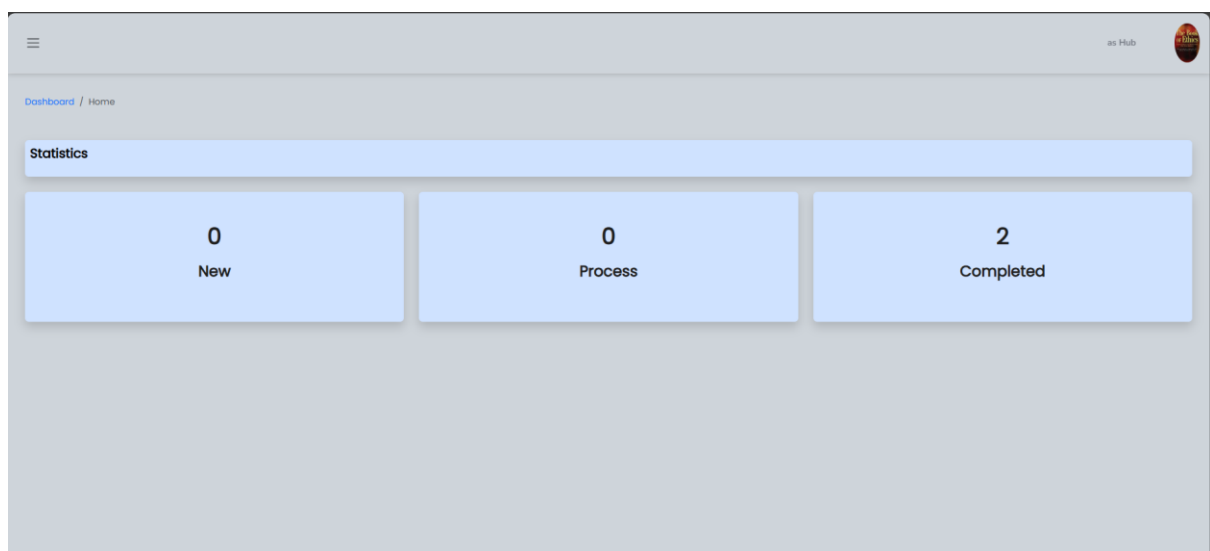 as Hub
Dashboard / Home
Statistics
0
New
0
Process
2
Completed